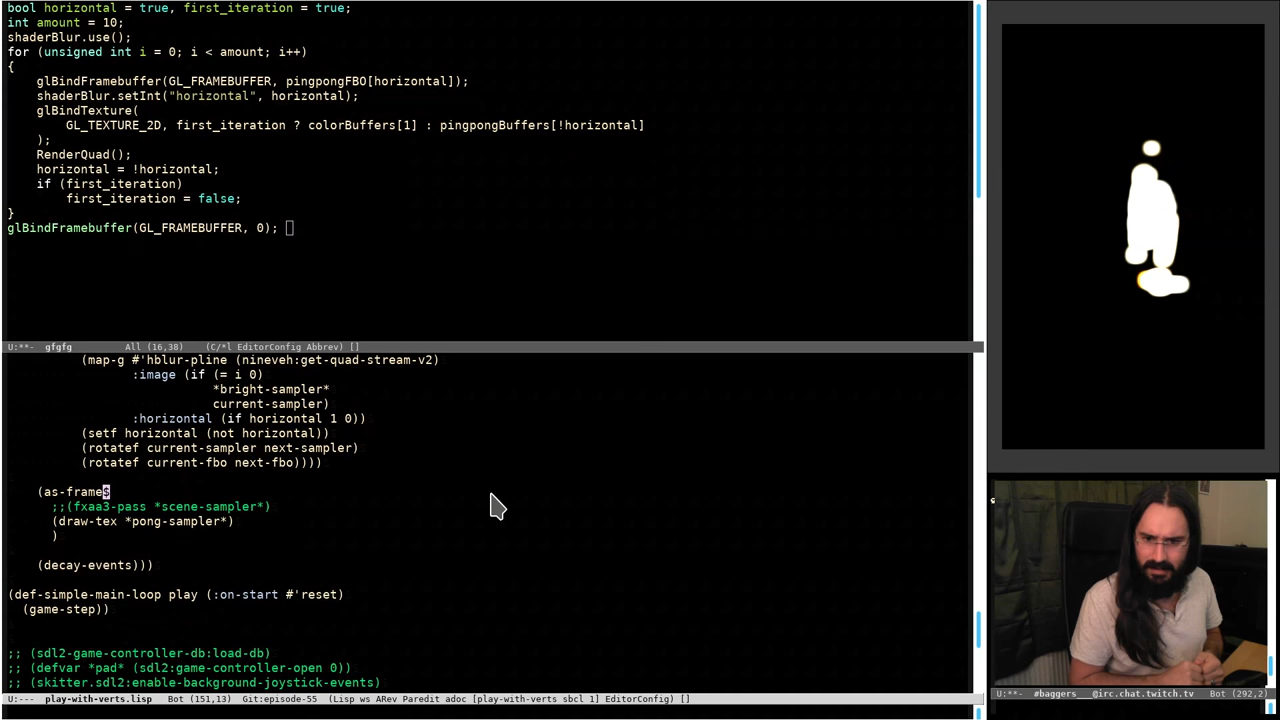 bool horizontal = true, first_iteration = true;
int amount = 10;
shaderBlur.use();
for (unsigned int i = 0; i < amount; i++)
{
    glBindFramebuffer(GL_FRAMEBUFFER, pingpongFBO[horizontal]);
    shaderBlur.setInt("horizontal", horizontal);
    glBindTexture(
        GL_TEXTURE_2D, first_iteration ? colorBuffers[1] : pingpongBuffers[!horizontal]
    );
    RenderQuad();
    horizontal = !horizontal;
    if (first_iteration)
        first_iteration = false;
}
glBindFramebuffer(GL_FRAMEBUFFER, 0);
U:**-  gfgfg          All (16,38)    (C/*l EditorConfig Abbrev) []
(map-g #'hblur-pline (nineveh:get-quad-stream-v2)
:image (if (= i 0)
*bright-sampler*
current-sampler)
:horizontal (if horizontal 1 0))
(setf horizontal (not horizontal))
(rotatef current-sampler next-sampler)
(rotatef current-fbo next-fbo))))
(as-frame$
;;(fxaa3-pass *scene-sampler*)
(draw-tex *pong-sampler*)
)
(decay-events)))
(def-simple-main-loop play (:on-start #'reset)
  (game-step))
;; (sdl2-game-controller-db:load-db)
;; (defvar *pad* (sdl2:game-controller-open 0))
;; (skitter.sdl2:enable-background-joystick-events)
U:---  play-with-verts.lisp   Bot (151,13)   Git:episode-55  (Lisp ws ARev Paredit adoc [play-with-verts sbcl 1] EditorConfig) []
U:**-  #baggers___@irc.chat.twitch.tv   Bot (292,2)